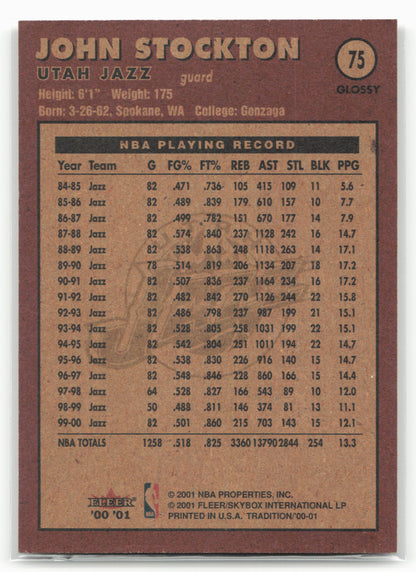 JOHN STOCKTON
75
UTAH JAZZ guard
GLOSSY
Height: 6'1" Weight: 175
Born: 3-26-62, Spokane, WA College: Gonzaga
NBA PLAYING RECORD
Year Team G FG% FT% REB AST STL BLK PPG
84-85 Jazz 82 .471 .736 105 415 109 11 5.6
85-86 Jazz 82 .489 .839 179 610 157 10 7.7
86-87 Jazz 82 .499 .782 151 670 177 14 7.9
87-88 Jazz 82 .574 .840 237 1128 242 16 14.7
88-89 Jazz 82 .538 .863 248 1118 263 14 17.1
89-90 Jazz 78 .514 .819 206 1134 207 18 17.2
90-91 Jazz 82 .507 .836 237 1164 234 16 17.2
91-92 Jazz 82 .482 .842 270 1126 244 22 15.8
92-93 Jazz 82 .486 .798 237 987 199 21 15.1
93-94 Jazz 82 .528 .805 258 1031 199 22 15.1
94-95 Jazz 82 .542 .804 251 1011 194 22 14.7
95-96 Jazz 82 .538 .830 226 916 140 15 14.7
96-97 Jazz 82 .548 .846 228 860 166 15 14.4
97-98 Jazz 64 .528 .827 166 543 89 10 12.0
98-99 Jazz 50 .488 .811 146 374 81 13 11.1
99-00 Jazz 82 .501 .860 215 703 143 15 12.1
NBA TOTALS 1258 .518 .825 3360 13790 2844 254 13.3
FLEER
'00 '01
© 2001 NBA PROPERTIES, INC.
© 2001 FLEER/SKYBOX INTERNATIONAL LP
PRINTED IN U.S.A. TRADITION/'00-01